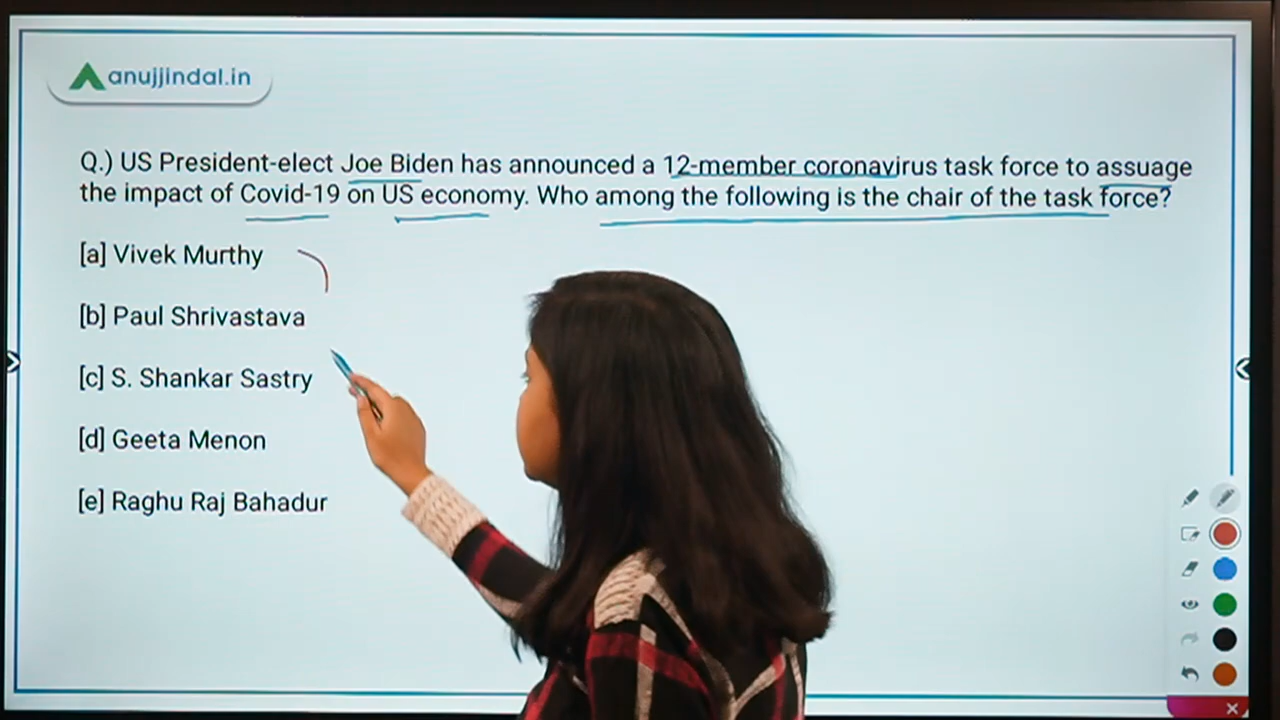 anujjindal.in
Q.) US President-elect Joe Biden has announced a 12-member coronavirus task force to assuage
the impact of Covid-19 on US economy. Who among the following is the chair of the task force?
[a] Vivek Murthy
[b] Paul Shrivastava
[c] S. Shankar Sastry
[d] Geeta Menon
[e] Raghu Raj Bahadur